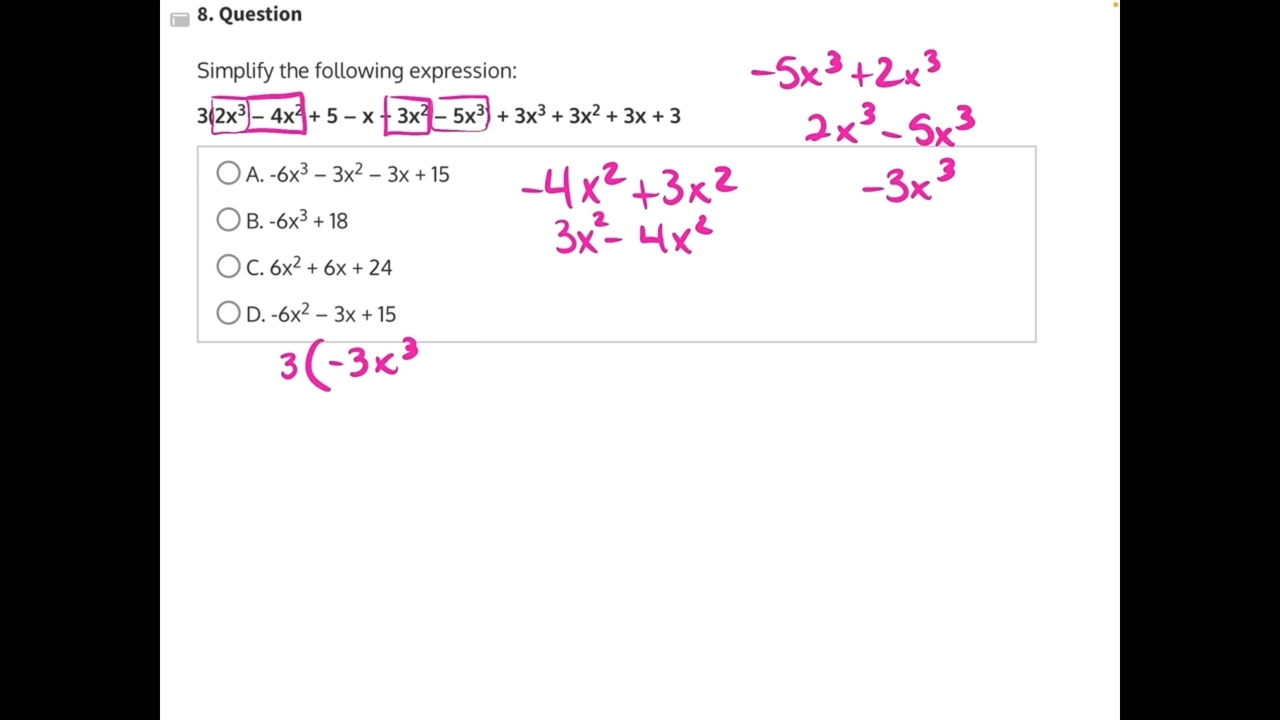 8. Question
Simplify the following expression:
3(2x³ – 4x² + 5 – x + 3x² – 5x³) + 3x³ + 3x² + 3x + 3
A. -6x³ – 3x² – 3x + 15
B. -6x³ + 18
C. 6x² + 6x + 24
D. -6x² – 3x + 15
-5x³ + 2x³
2x³ - 5x³
-3x³
-4x² + 3x²
3x² - 4x²
3(-3x³